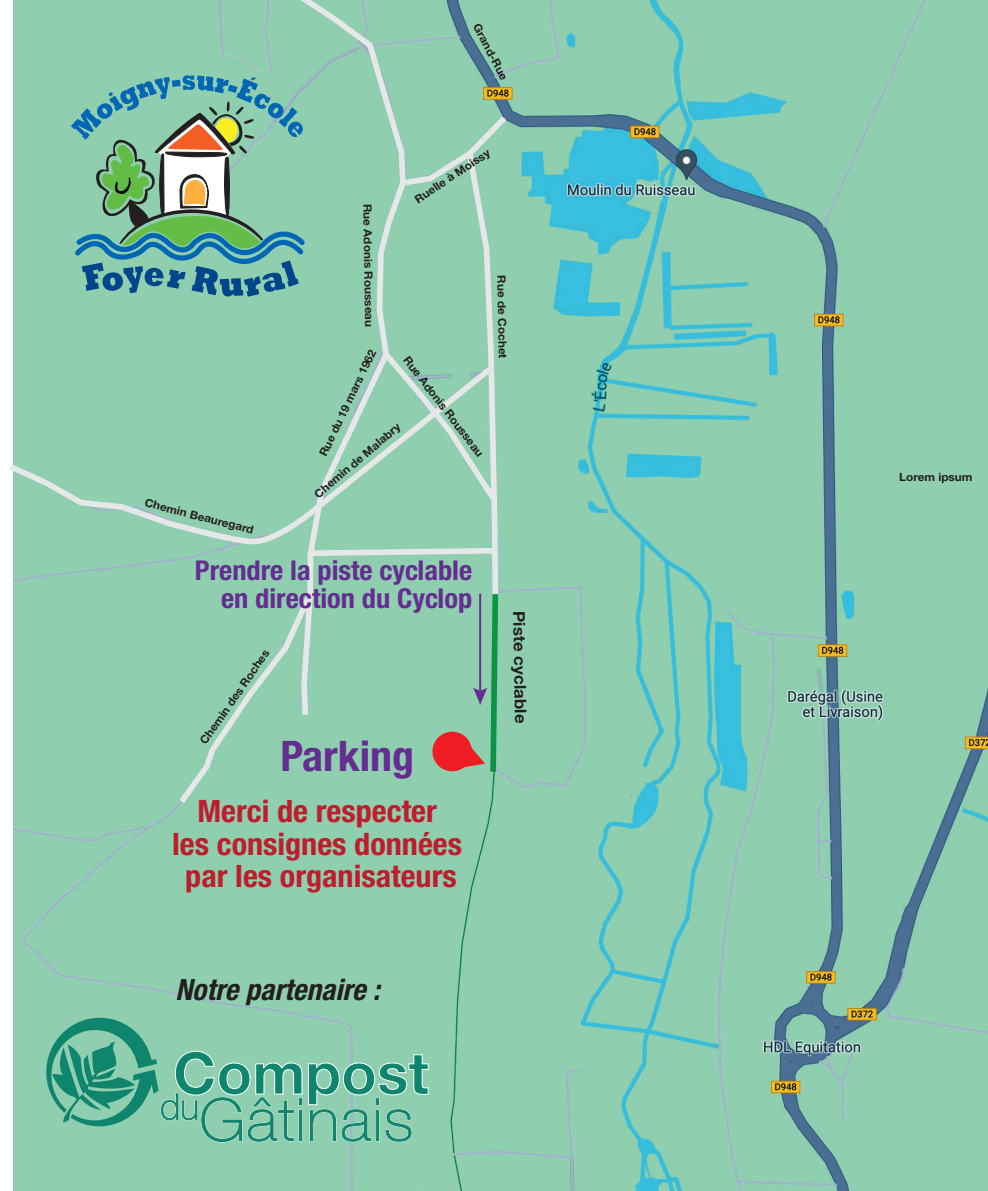 Moigny-sur-École
Foyer Rural
Grand-Rue
D948
D948
Moulin du Ruisseau
Ruelle à Moissy
Rue Adonis Rousseau
Rue de Cochet
D948
Rue du 19 mars 1962
Rue Adonis Rousseau
L'École
Chemin de Malabry
Lorem ipsum
Chemin Beauregard
Prendre la piste cyclable
en direction du Cyclop
Piste cyclable
D948
Chemin des Roches
Darégal (Usine
et Livraison)
D372
Parking
Merci de respecter
les consignes données
par les organisateurs
Notre partenaire :
D948
D372
HDL Equitation
D948
Compost
du Gâtinais